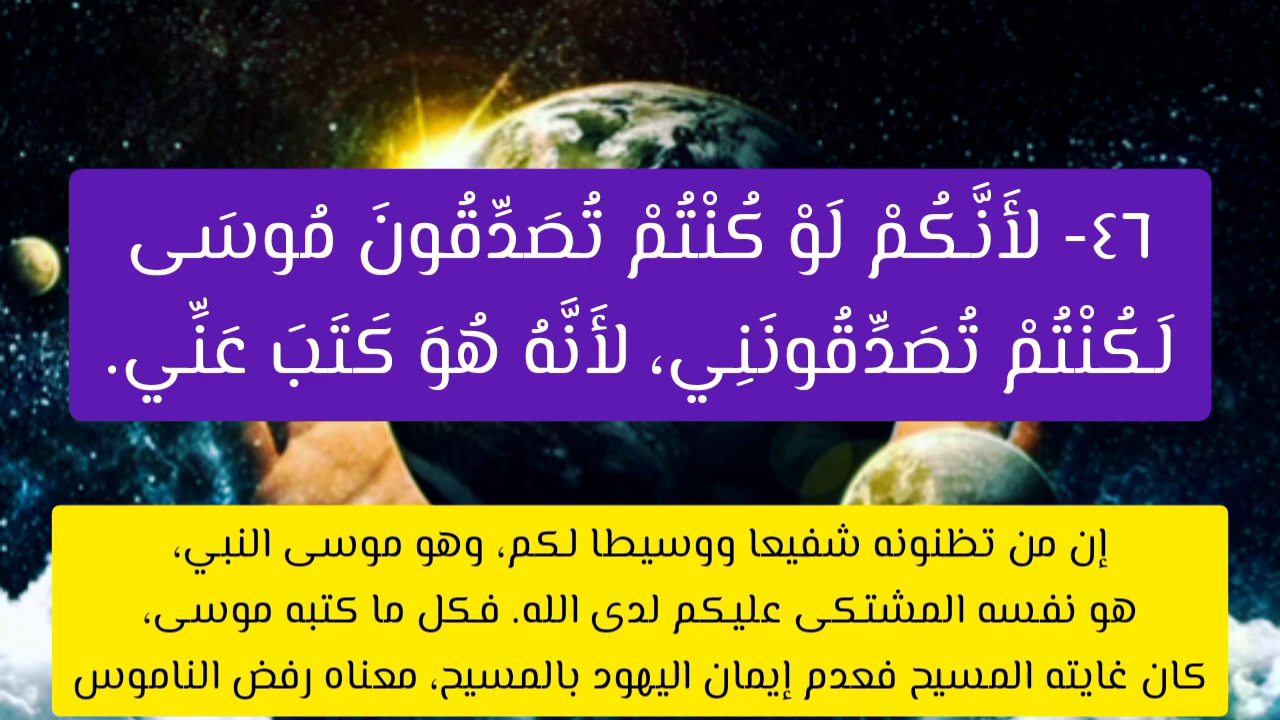 ٤٦- لأَنَّكُمْ لَوْ كُنْتُمْ تُصَدِّقُونَ مُوسَى
لَكُنْتُمْ تُصَدِّقُونَنِي، لأَنَّهُ هُوَ كَتَبَ عَنِّي.
إن من تظنونه شفيعا ووسيطا لكم، وهو موسى النبي،
هو نفسه المشتكى عليكم لدى الله. فكل ما كتبه موسى،
كان غايته المسيح فعدم إيمان اليهود بالمسيح، معناه رفض الناموس